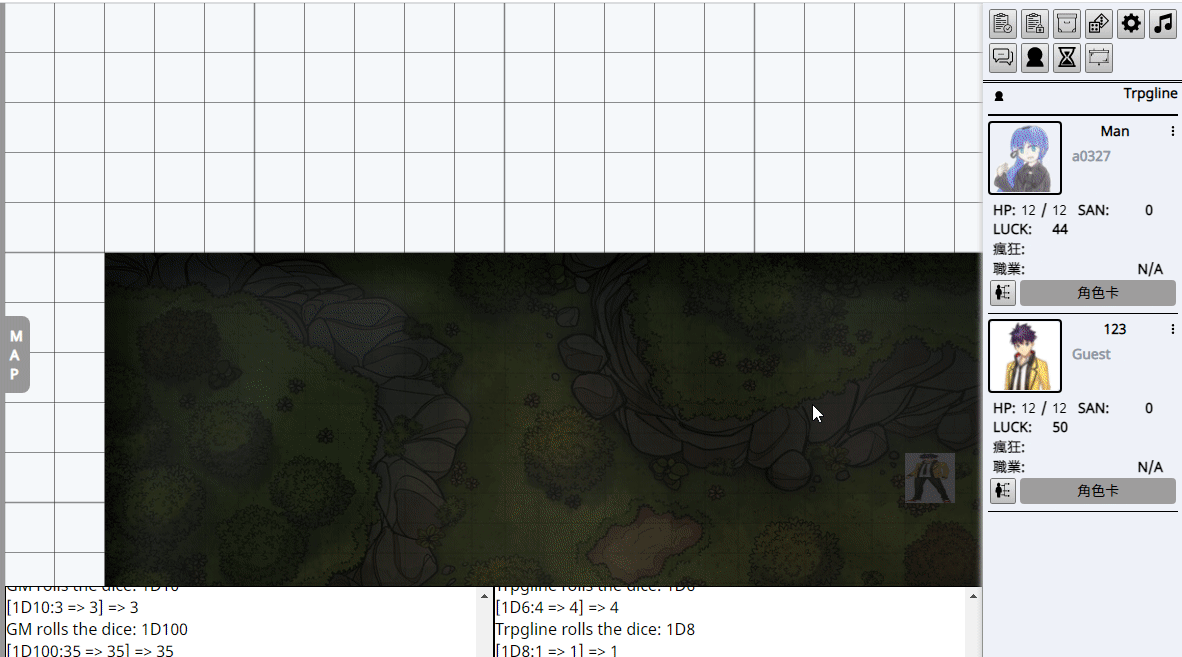 Trpgline
Man
a0327
HP: 12 / 12 SAN: 0
LUCK: 44
瘋狂:
職業: N/A
角色卡
123
Guest
HP: 12 / 12 SAN: 0
LUCK: 50
瘋狂:
職業: N/A
角色卡
M
A
P
GM rolls the dice: 1D10
[1D10:3 => 3] => 3
GM rolls the dice: 1D100
[1D100:35 => 35] => 35
Trpgline rolls the dice: 1D6
[1D6:4 => 4] => 4
Trpgline rolls the dice: 1D8
[1D8:1 => 1] => 1